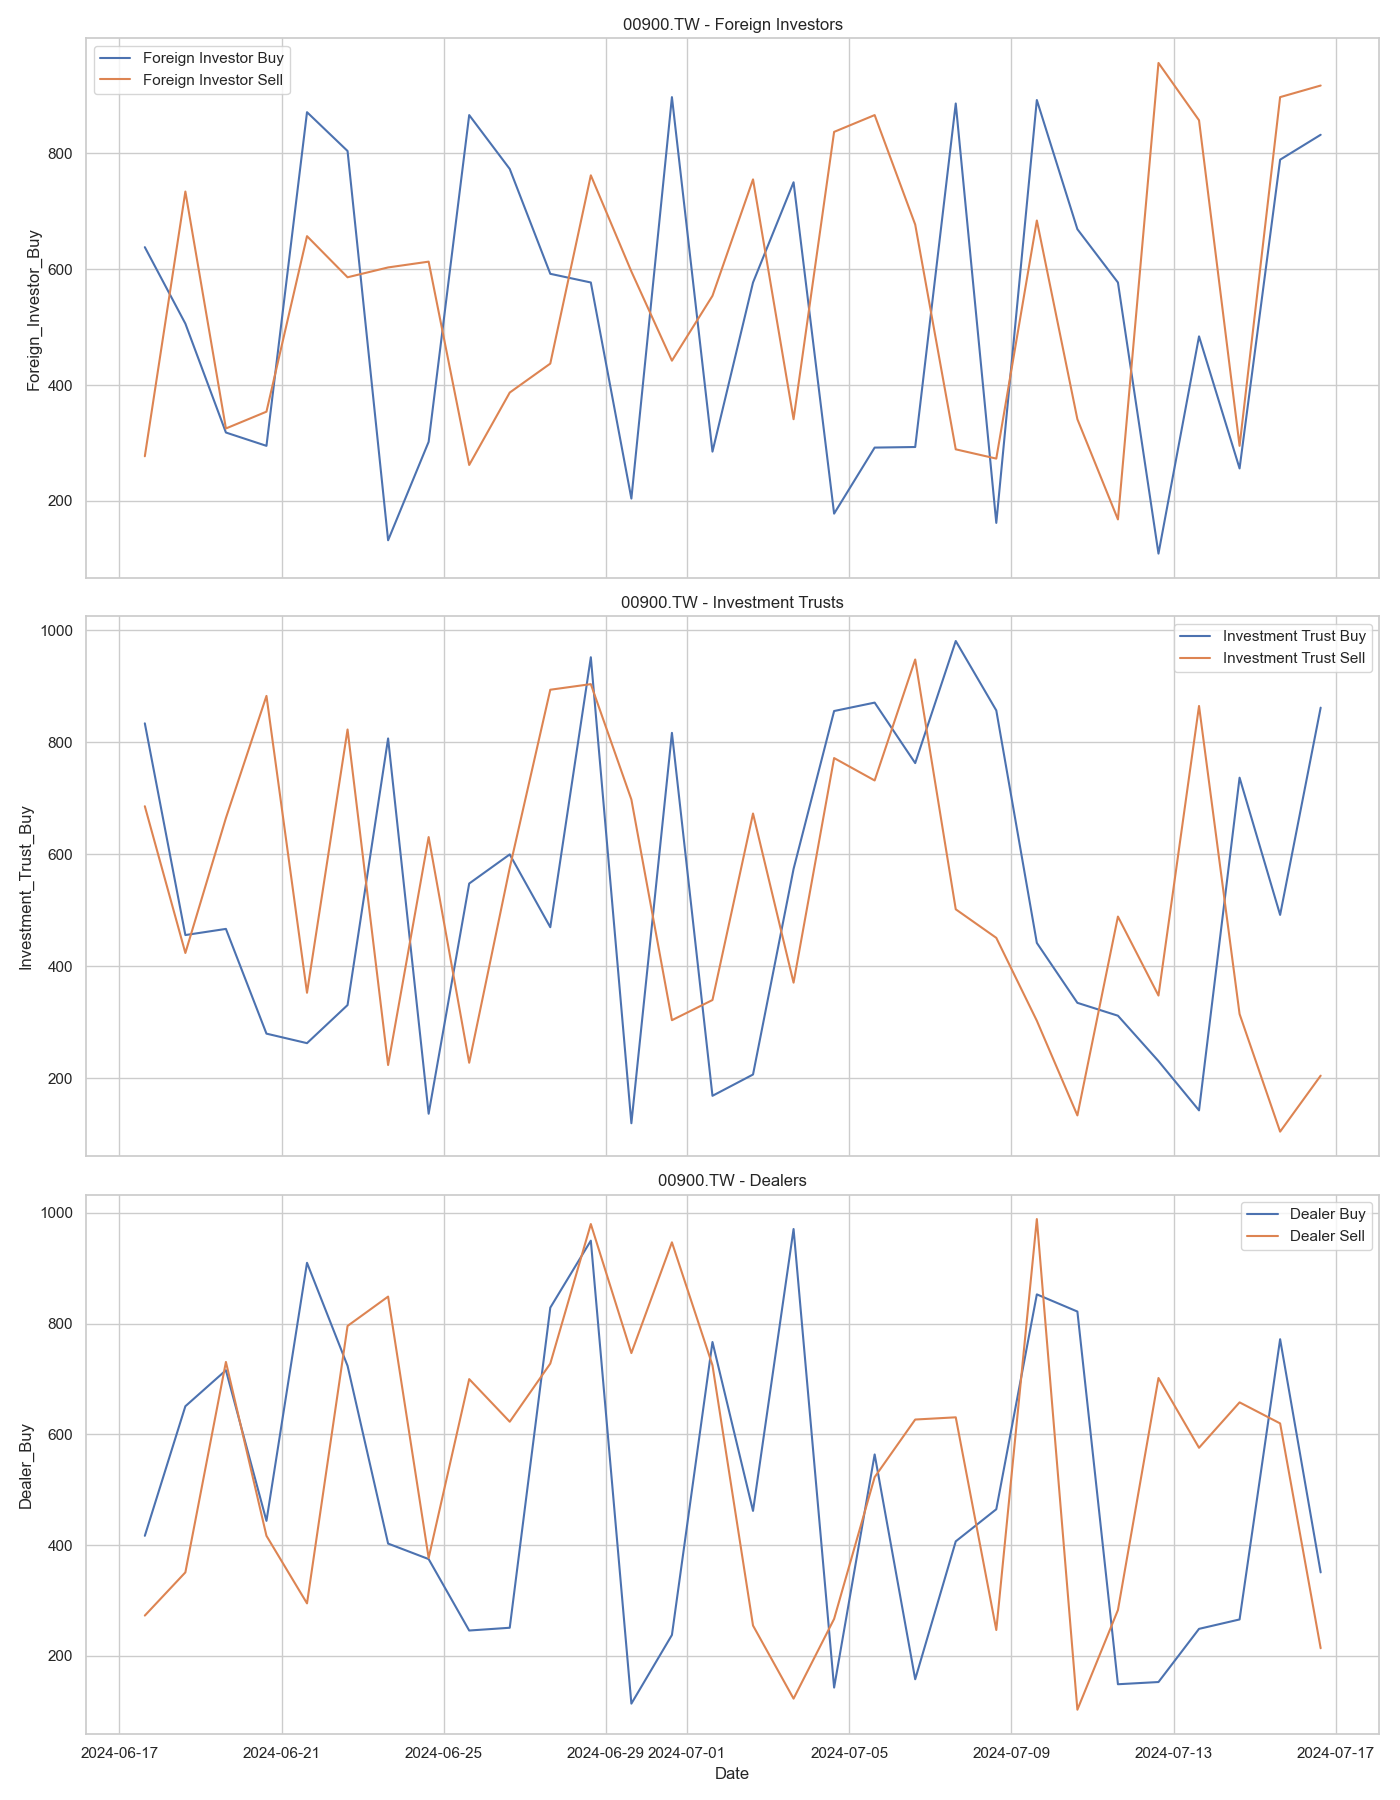 00900.TW - Foreign Investors
Foreign Investor Buy
Foreign Investor Sell
Foreign_Investor_Buy
800
600
400
200
00900.TW - Investment Trusts
Investment Trust Buy
Investment Trust Sell
Investment_Trust_Buy
1000
800
600
400
200
00900.TW - Dealers
Dealer Buy
Dealer Sell
Dealer_Buy
1000
800
600
400
200
2024-06-17 2024-06-21 2024-06-25 2024-06-29 2024-07-01 2024-07-05 2024-07-09 2024-07-13 2024-07-17
Date